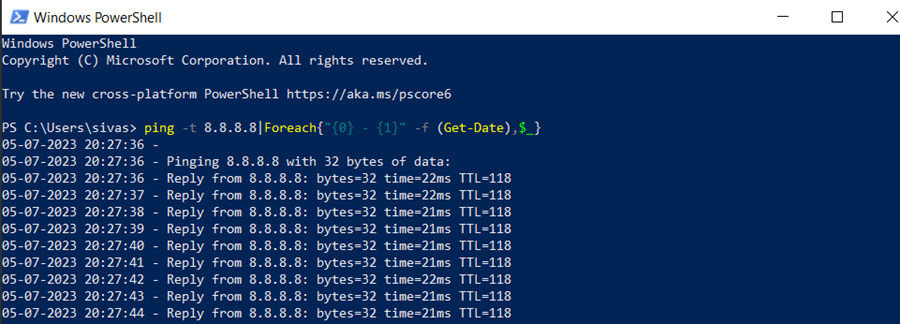 Windows PowerShell
Windows PowerShell
Copyright (C) Microsoft Corporation. All rights reserved.
Try the new cross-platform PowerShell https://aka.ms/pscore6
PS C:\Users\sivas> ping -t 8.8.8.8|Foreach{"{0} - {1}" -f (Get-Date),$_}
05-07-2023 20:27:36 -
05-07-2023 20:27:36 - Pinging 8.8.8.8 with 32 bytes of data:
05-07-2023 20:27:36 - Reply from 8.8.8.8: bytes=32 time=22ms TTL=118
05-07-2023 20:27:37 - Reply from 8.8.8.8: bytes=32 time=22ms TTL=118
05-07-2023 20:27:38 - Reply from 8.8.8.8: bytes=32 time=21ms TTL=118
05-07-2023 20:27:39 - Reply from 8.8.8.8: bytes=32 time=21ms TTL=118
05-07-2023 20:27:40 - Reply from 8.8.8.8: bytes=32 time=21ms TTL=118
05-07-2023 20:27:41 - Reply from 8.8.8.8: bytes=32 time=21ms TTL=118
05-07-2023 20:27:42 - Reply from 8.8.8.8: bytes=32 time=22ms TTL=118
05-07-2023 20:27:43 - Reply from 8.8.8.8: bytes=32 time=21ms TTL=118
05-07-2023 20:27:44 - Reply from 8.8.8.8: bytes=32 time=21ms TTL=118